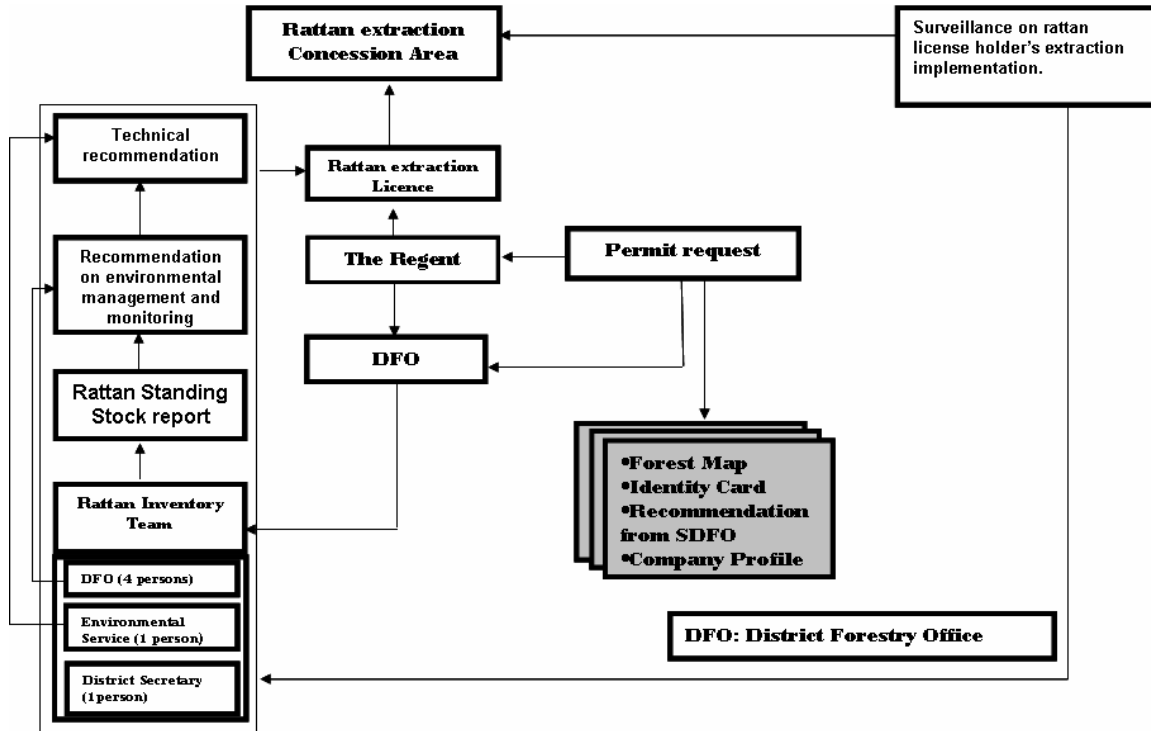 Rattan extraction
Concession Area
Surveillance on rattan
license holder's extraction
implementation.
Technical
recommendation
Rattan extraction
Licence
Recommendation
on environmental
management and
monitoring
The Regent
Permit request
DFO
Rattan Standing
Stock report
•Forest Map
•Identity Card
•Recommendation
from SDFO
•Company Profile
Rattan Inventory
Team
DFO (4 persons)
Environmental
Service (1 person)
District Secretary
(1person)
DFO: District Forestry Office